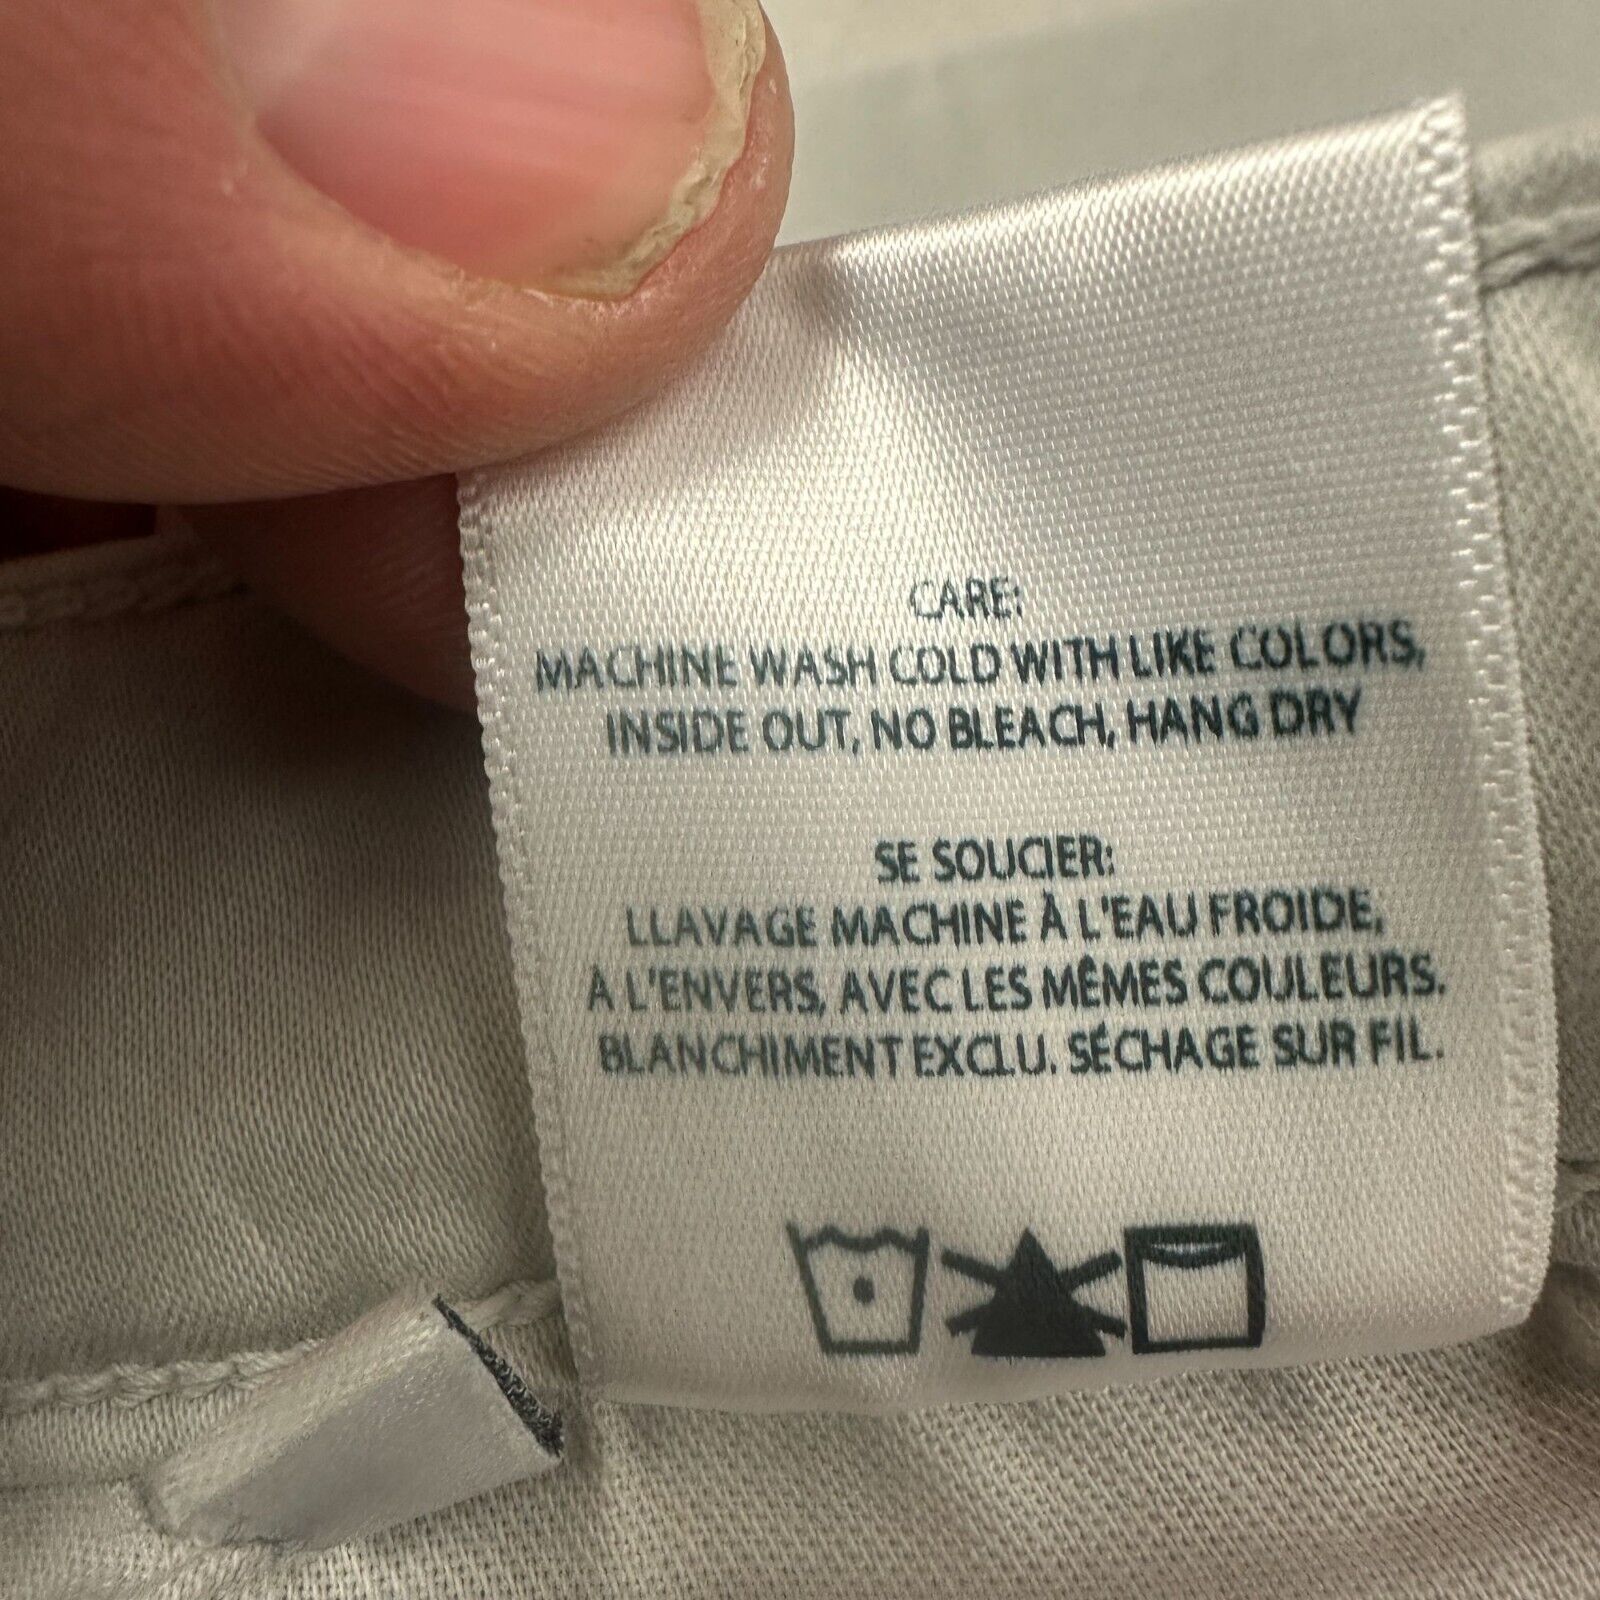 CARE:
MACHINE WASH COLD WITH LIKE COLORS,
INSIDE OUT, NO BLEACH, HANG DRY
SE SOUCIER:
LLAVAGE MACHINE À L'EAU FROIDE,
À L'ENVERS, AVEC LES MÊMES COULEURS.
BLANCHIMENT EXCLU. SÉCHAGE SUR FIL.